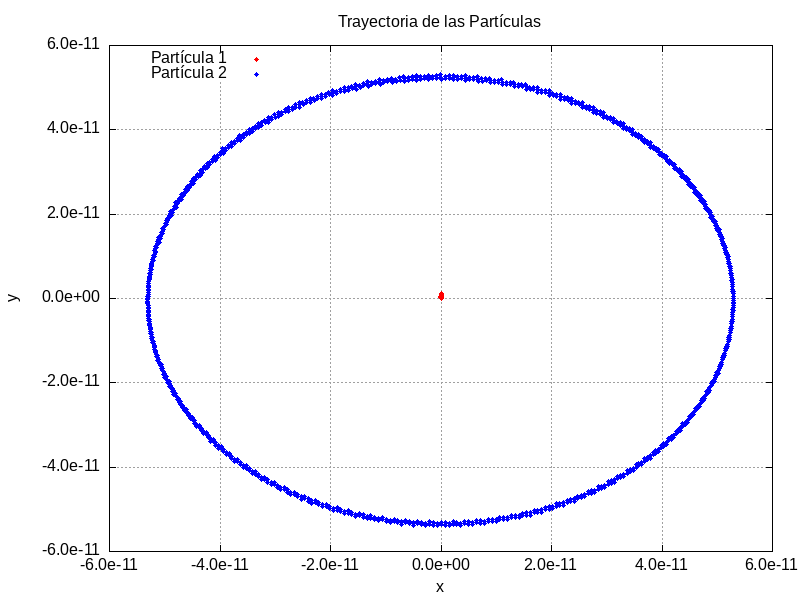 Trayectoria de las Partículas
Partícula 1
Partícula 2
6.0e-11
4.0e-11
2.0e-11
0.0e+00
-2.0e-11
-4.0e-11
-6.0e-11
y
-6.0e-11 -4.0e-11 -2.0e-11 0.0e+00 2.0e-11 4.0e-11 6.0e-11
x